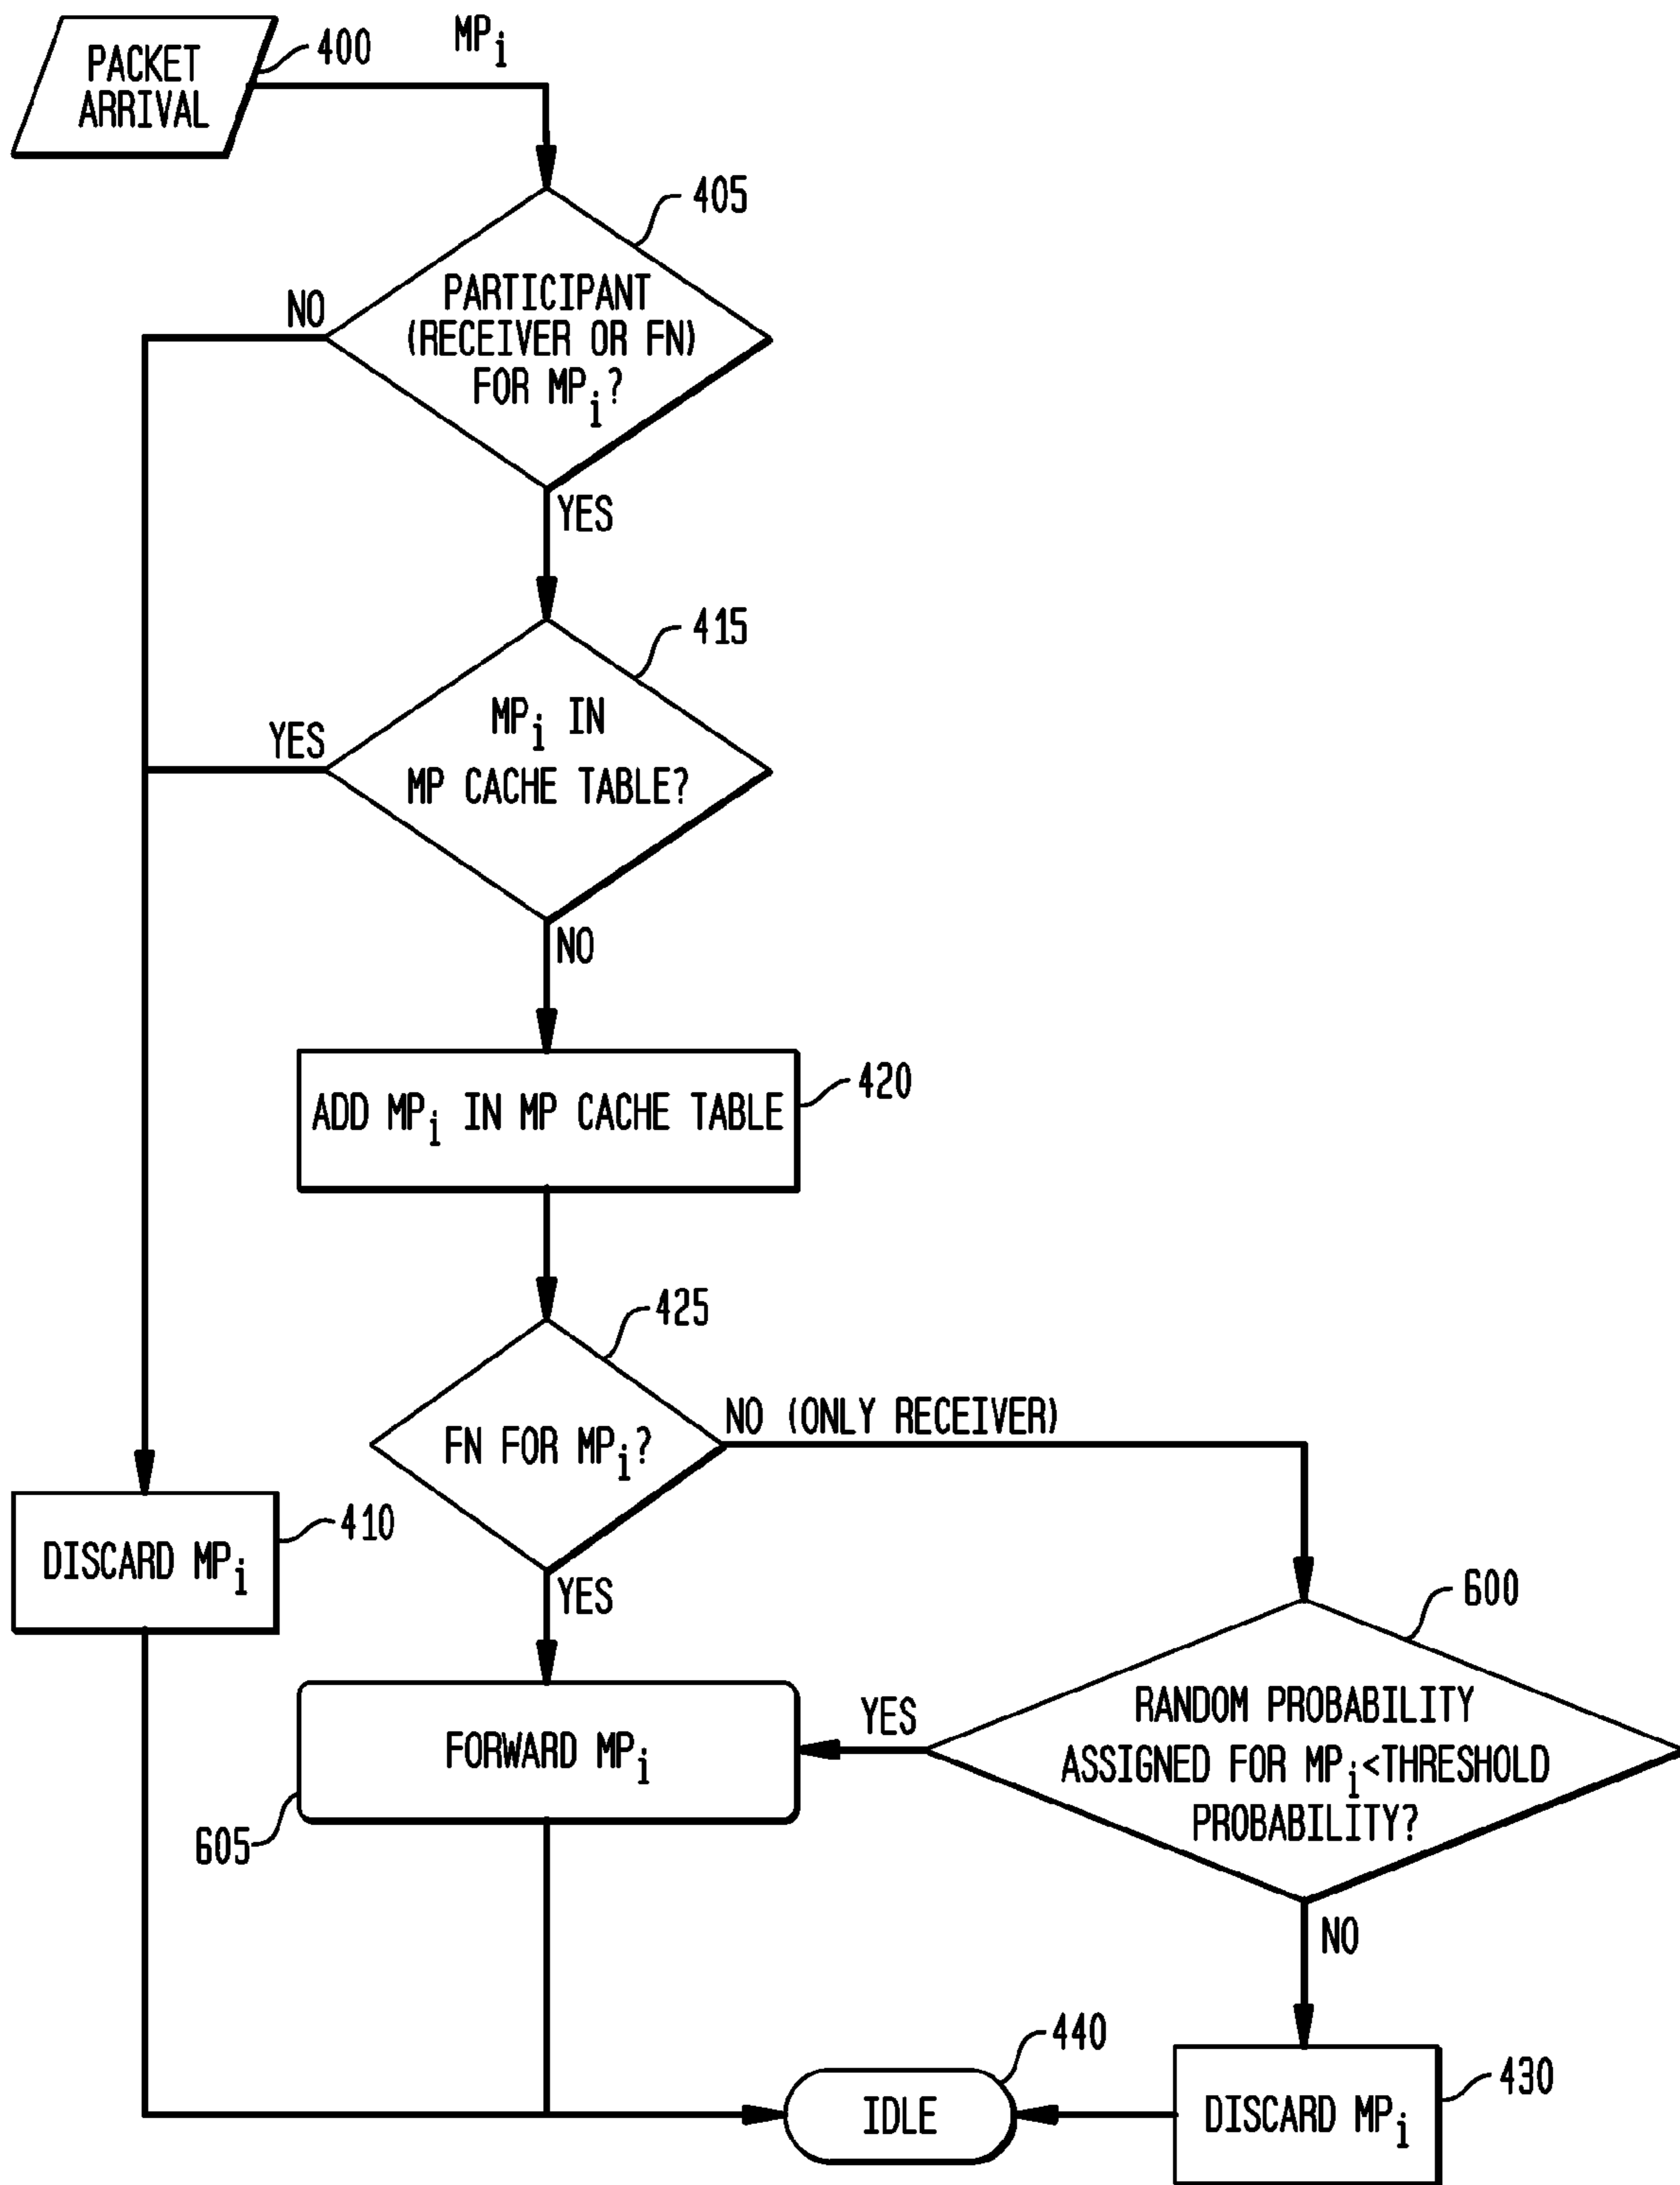 PACKET
ARRIVAL
400
MPi
405
PARTICIPANT
(RECEIVER OR FN)
FOR MPi?
NO
YES
415
MPi IN
MP CACHE TABLE?
YES
NO
420
ADD MPi IN MP CACHE TABLE
425
FN FOR MPi?
NO (ONLY RECEIVER)
YES
410
DISCARD MPi
600
RANDOM PROBABILITY
ASSIGNED FOR MPi<THRESHOLD
PROBABILITY?
YES
NO
FORWARD MPi
605
440
IDLE
430
DISCARD MPi